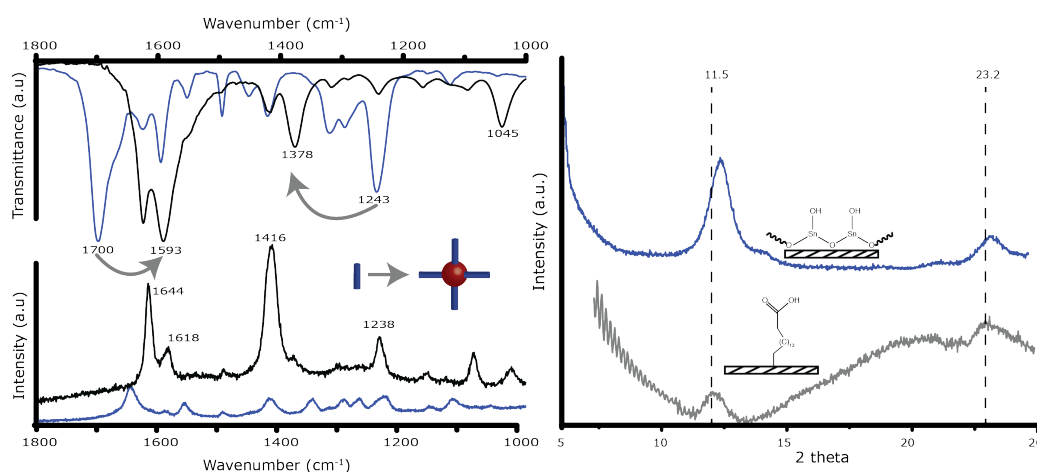 Wavenumber (cm⁻¹)
1800 1600 1400 1200 1000
Transmittance (a.u)
1378
1045
1243
1700 1593
Intensity (a.u)
1416
1644
1618
1238
1800 1600 1400 1200 1000
Wavenumber (cm⁻¹)
11.5 23.2
Intensity (a.u.)
OH OH
Sn Sn
O O O
O OH
( )₁₂
5 10 15 20 26
2 theta